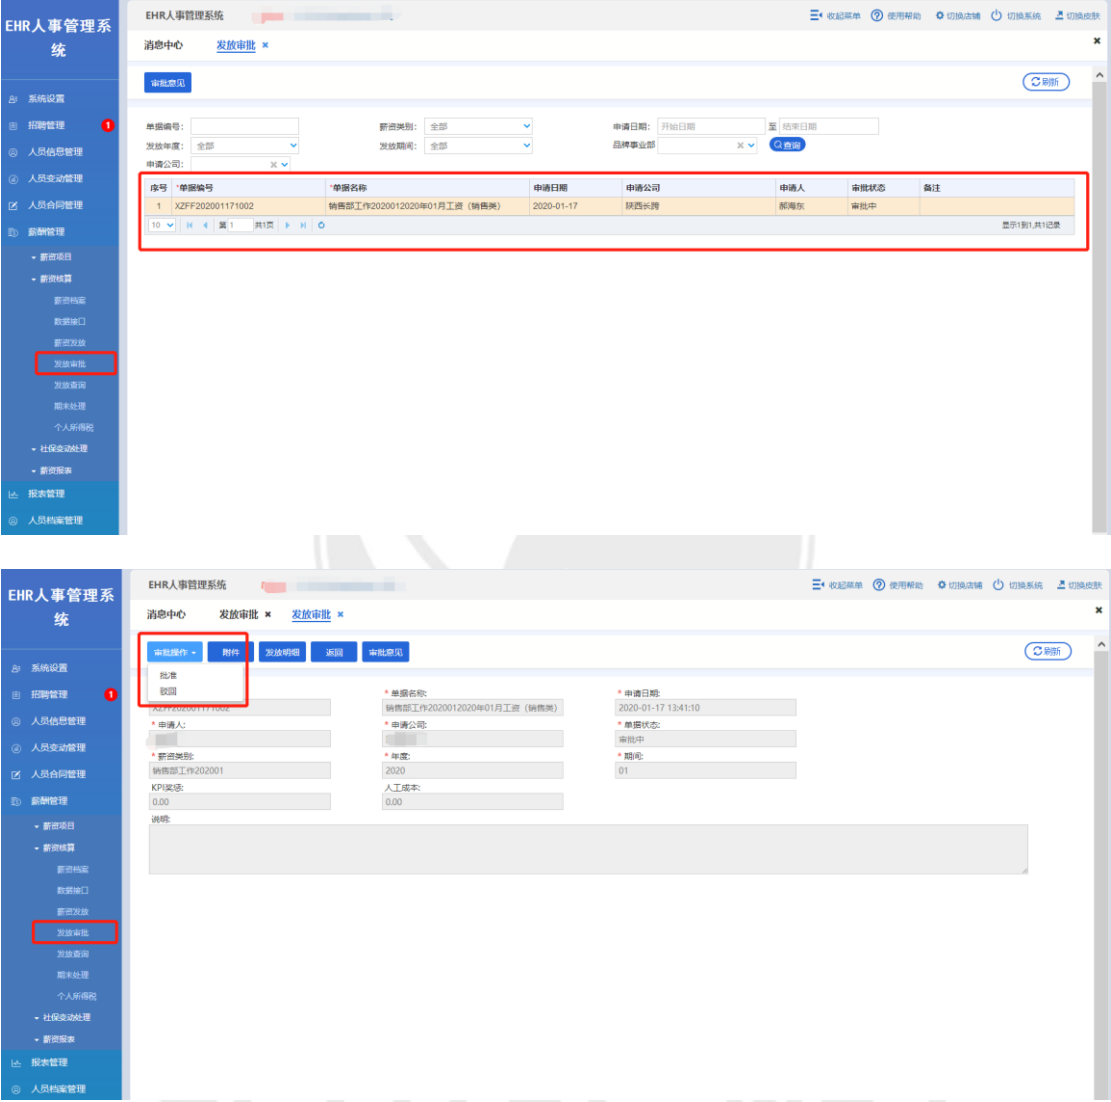 EHR人事管理系统
EHR人事管理系统 收起菜单 使用帮助 切换店铺 切换系统 切换皮肤
消息中心 发放审批 ×
审批意见 刷新
系统设置
招聘管理 1
人员信息管理
人员变动管理
人员合同管理
薪酬管理
薪资项目
薪资核算
薪资档案
数据接口
薪资发放
发放审批
发放查询
期末处理
个人所得税
社保变动处理
薪资报表
报表管理
人员档案管理
单据编号: 薪资类别: 全部 申请日期: 开始日期 至 结束日期
发放年度: 全部 发放期间: 全部 品牌事业部 查询
申请公司:
序号 *单据编号 *单据名称 申请日期 申请公司 申请人 审批状态 备注
1 XZFF202001171002 销售部工作2020012020年01月工资（销售类） 2020-01-17 陕西长跨 郝海东 审批中
10 第 1 共1页 显示1到1,共1记录
EHR人事管理系统
EHR人事管理系统 收起菜单 使用帮助 切换店铺 切换系统 切换皮肤
消息中心 发放审批 × 发放审批 ×
审批操作 附件 发放明细 返回 审批意见 刷新
批准
驳回
系统设置
招聘管理 1
人员信息管理
人员变动管理
人员合同管理
薪酬管理
薪资项目
薪资核算
薪资档案
数据接口
薪资发放
发放审批
发放查询
期末处理
个人所得税
社保变动处理
薪资报表
报表管理
人员档案管理
* 单据名称: * 申请日期:
XZFF202001171002 销售部工作2020012020年01月工资（销售类） 2020-01-17 13:41:10
* 申请人: * 申请公司: * 单据状态:
审批中
* 薪资类别: * 年度: * 期间:
销售部工作202001 2020 01
KPI奖惩: 人工成本:
0.00 0.00
说明: